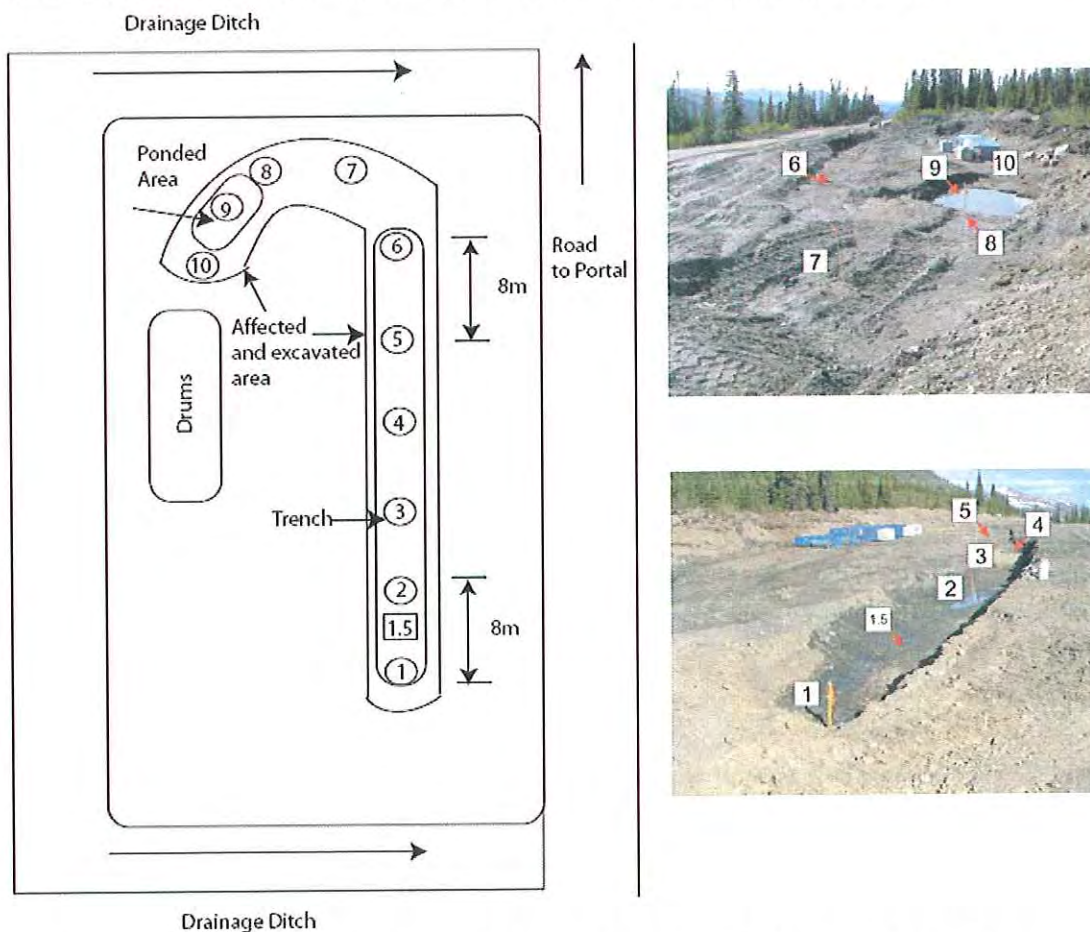 Drainage Ditch
Ponded
Area
8
7
9
10
6
8m
Road
to Portal
Affected
and excavated
area
5
Drums
4
Trench
3
2
1.5
8m
1
Drainage Ditch
6
9
10
8
7
5
4
3
2
1.5
1